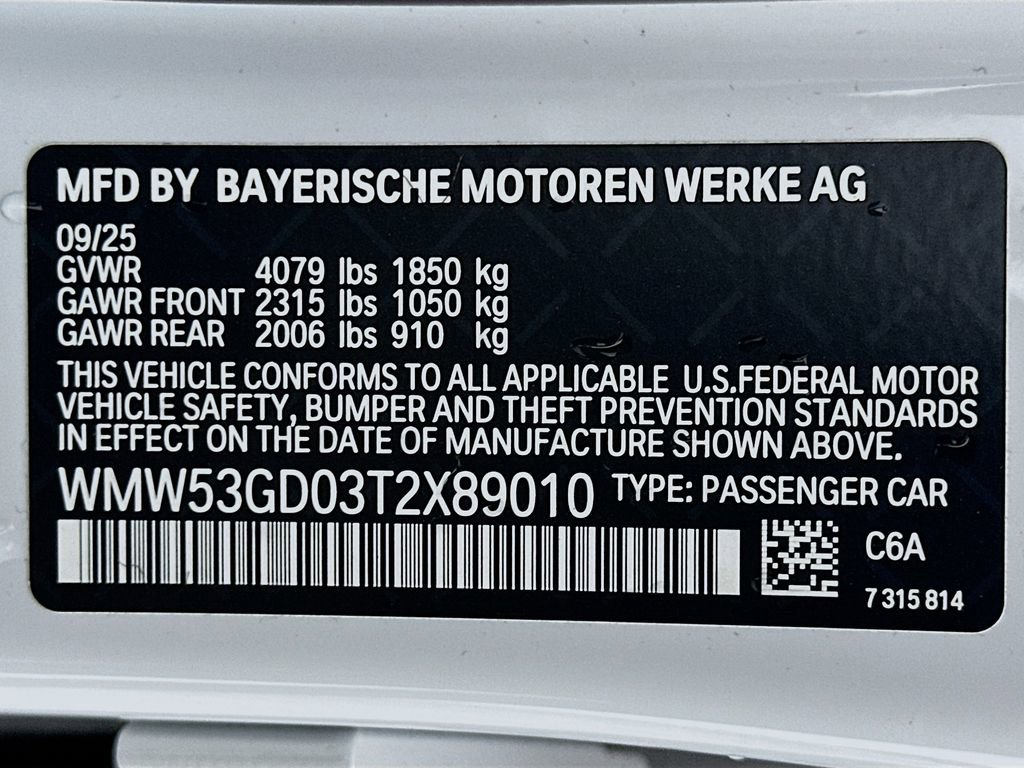 MFD BY BAYERISCHE MOTOREN WERKE AG
09/25
GVWR 4079 lbs 1850 kg
GAWR FRONT 2315 lbs 1050 kg
GAWR REAR 2006 lbs 910 kg
THIS VEHICLE CONFORMS TO ALL APPLICABLE U.S.FEDERAL MOTOR
VEHICLE SAFETY, BUMPER AND THEFT PREVENTION STANDARDS
IN EFFECT ON THE DATE OF MANUFACTURE SHOWN ABOVE.
WMW53GD03T2X89010 TYPE: PASSENGER CAR
C6A
7 315 814